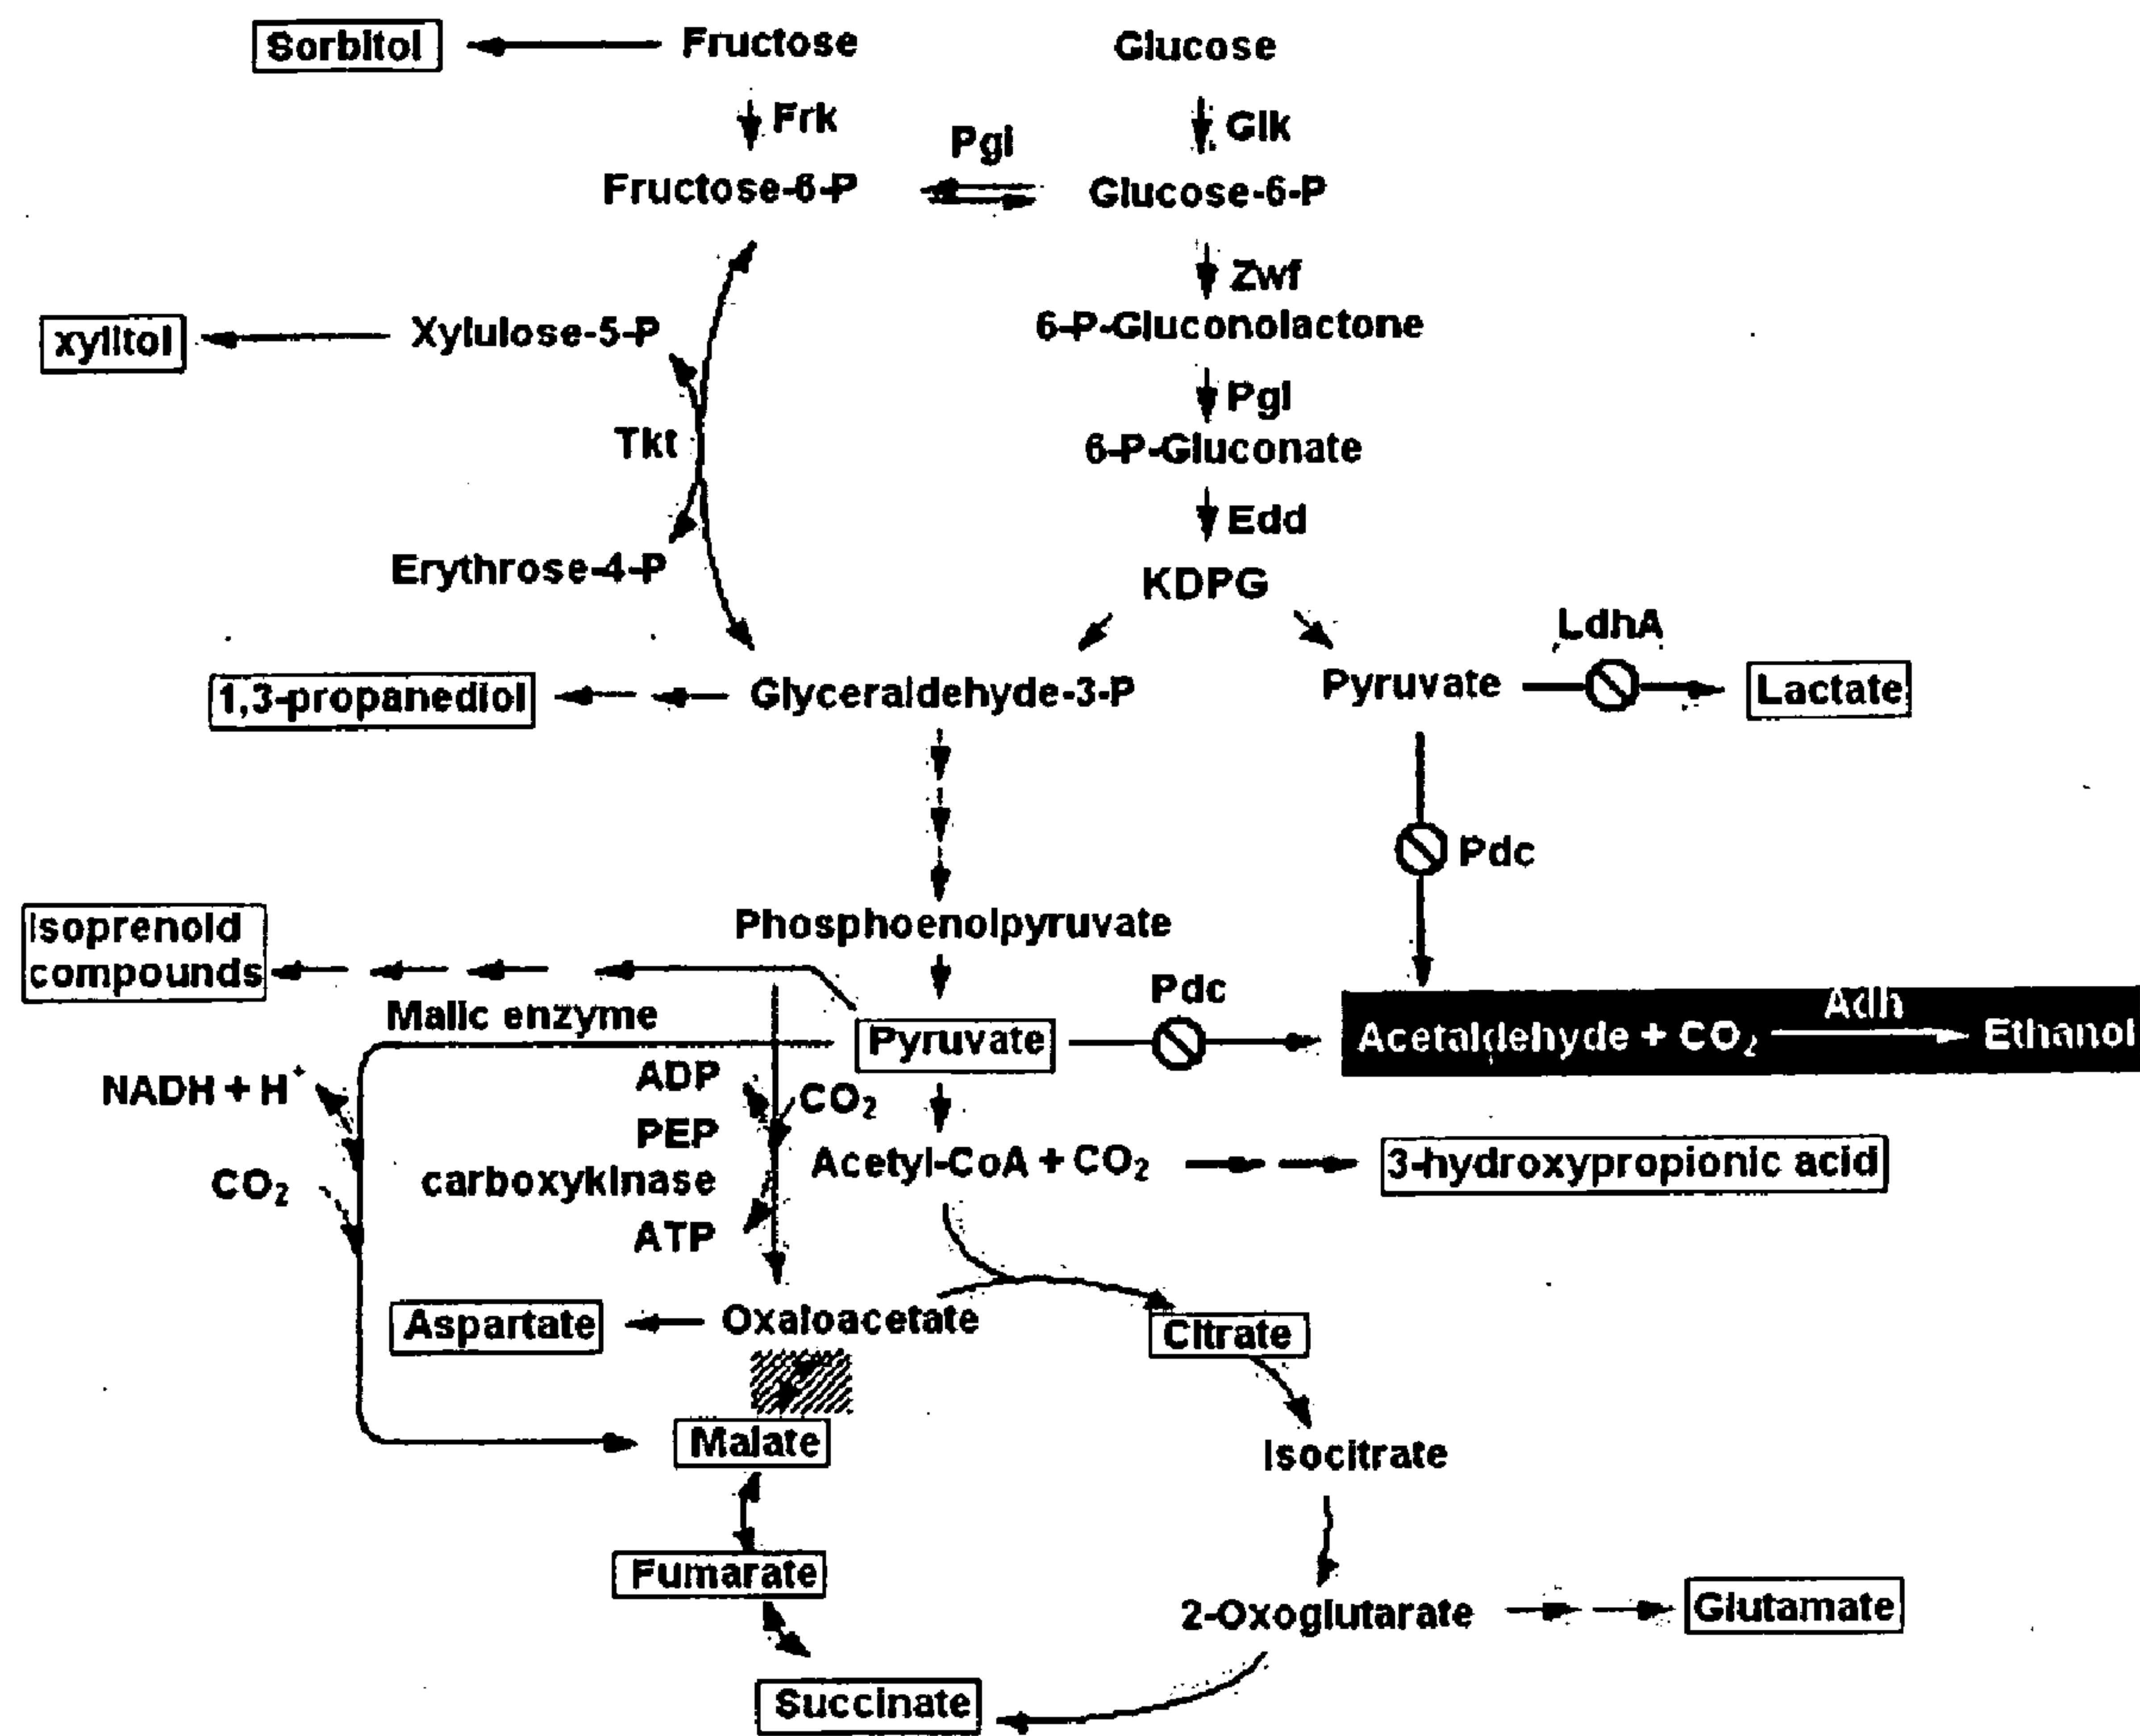 Sorbitol
Fructose
Glucose
Frk
Glk
Pgl
Fructose-6-P
Glucose-6-P
Zwf
6-P-Gluconolactone
xylitol
Xylulose-5-P
Pgl
Tkt
6-P-Gluconate
Edd
Erythrose-4-P
KDPG
LdhA
1,3-propanediol
Glyceraldehyde-3-P
Pyruvate
Lactate
Pdc
Phosphoenolpyruvate
Isoprenoid
compounds
Malic enzyme
Pyruvate
Pdc
Adh
Acetaldehyde + CO₂
Ethanol
NADH + H⁺
ADP
CO₂
PEP
carboxykinase
ATP
CO₂
Acetyl-CoA + CO₂
3-hydroxypropionic acid
Aspartate
Oxaloacetate
Citrate
Malate
Isocitrate
Fumarate
2-Oxoglutarate
Glutamate
Succinate